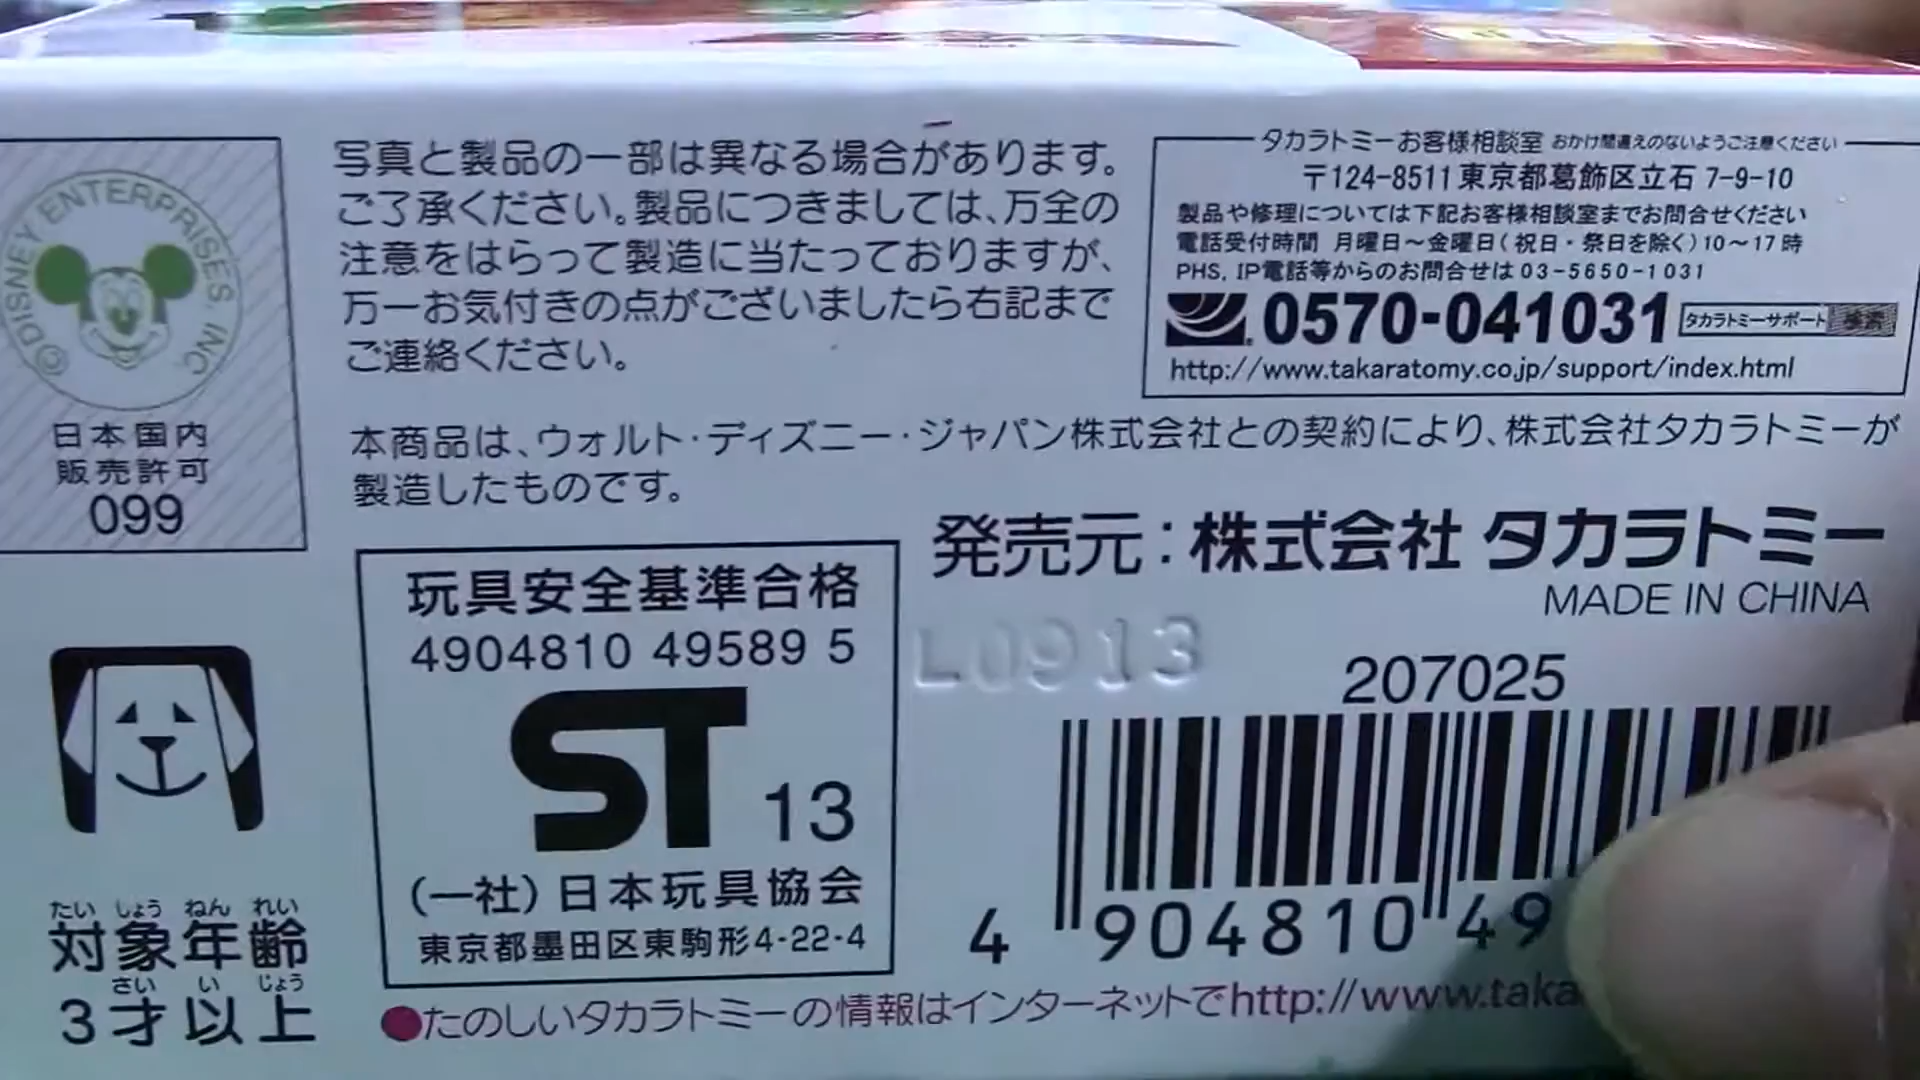 ©DISNEY ENTERPRISES, INC
日本国内
販売許可
099
写真と製品の一部は異なる場合があります。
ご了承ください。製品につきましては、万全の
注意をはらって製造に当たっておりますが、
万一お気付きの点がございましたら右記まで
ご連絡ください。
タカラトミーお客様相談室 おかけ間違えのないようご注意ください
〒124-8511 東京都葛飾区立石 7-9-10
製品や修理については下記お客様相談室までお問合せください
電話受付時間 月曜日～金曜日(祝日・祭日を除く)10～17時
PHS, IP電話等からのお問合せは 03-5650-1031
0570-041031 タカラトミーサポート 検索
http://www.takaratomy.co.jp/support/index.html
本商品は、ウォルト・ディズニー・ジャパン株式会社との契約により、株式会社タカラトミーが
製造したものです。
発売元:株式会社 タカラトミー
MADE IN CHINA
玩具安全基準合格
4904810 49589 5
ST 13
(一社)日本玩具協会
東京都墨田区東駒形4-22-4
L0913
207025
4 904810 49
たい しょう ねん れい
対象年齢
さい い じょう
3才以上
●たのしいタカラトミーの情報はインターネットでhttp://www.taka